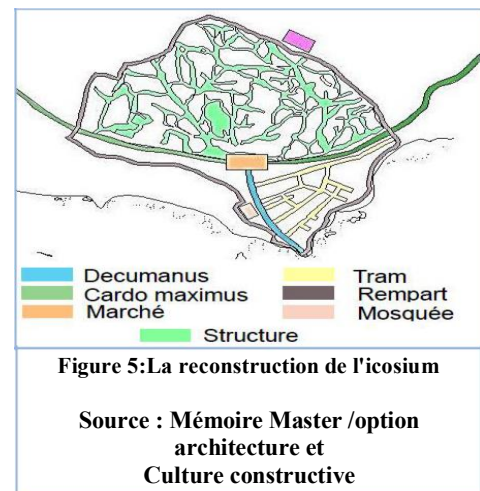 Decumanus Tram
Cardo maximus Rempart
Marché Mosquée
Structure
Figure 5:La reconstruction de l'icosium
Source : Mémoire Master /option
architecture et
Culture constructive